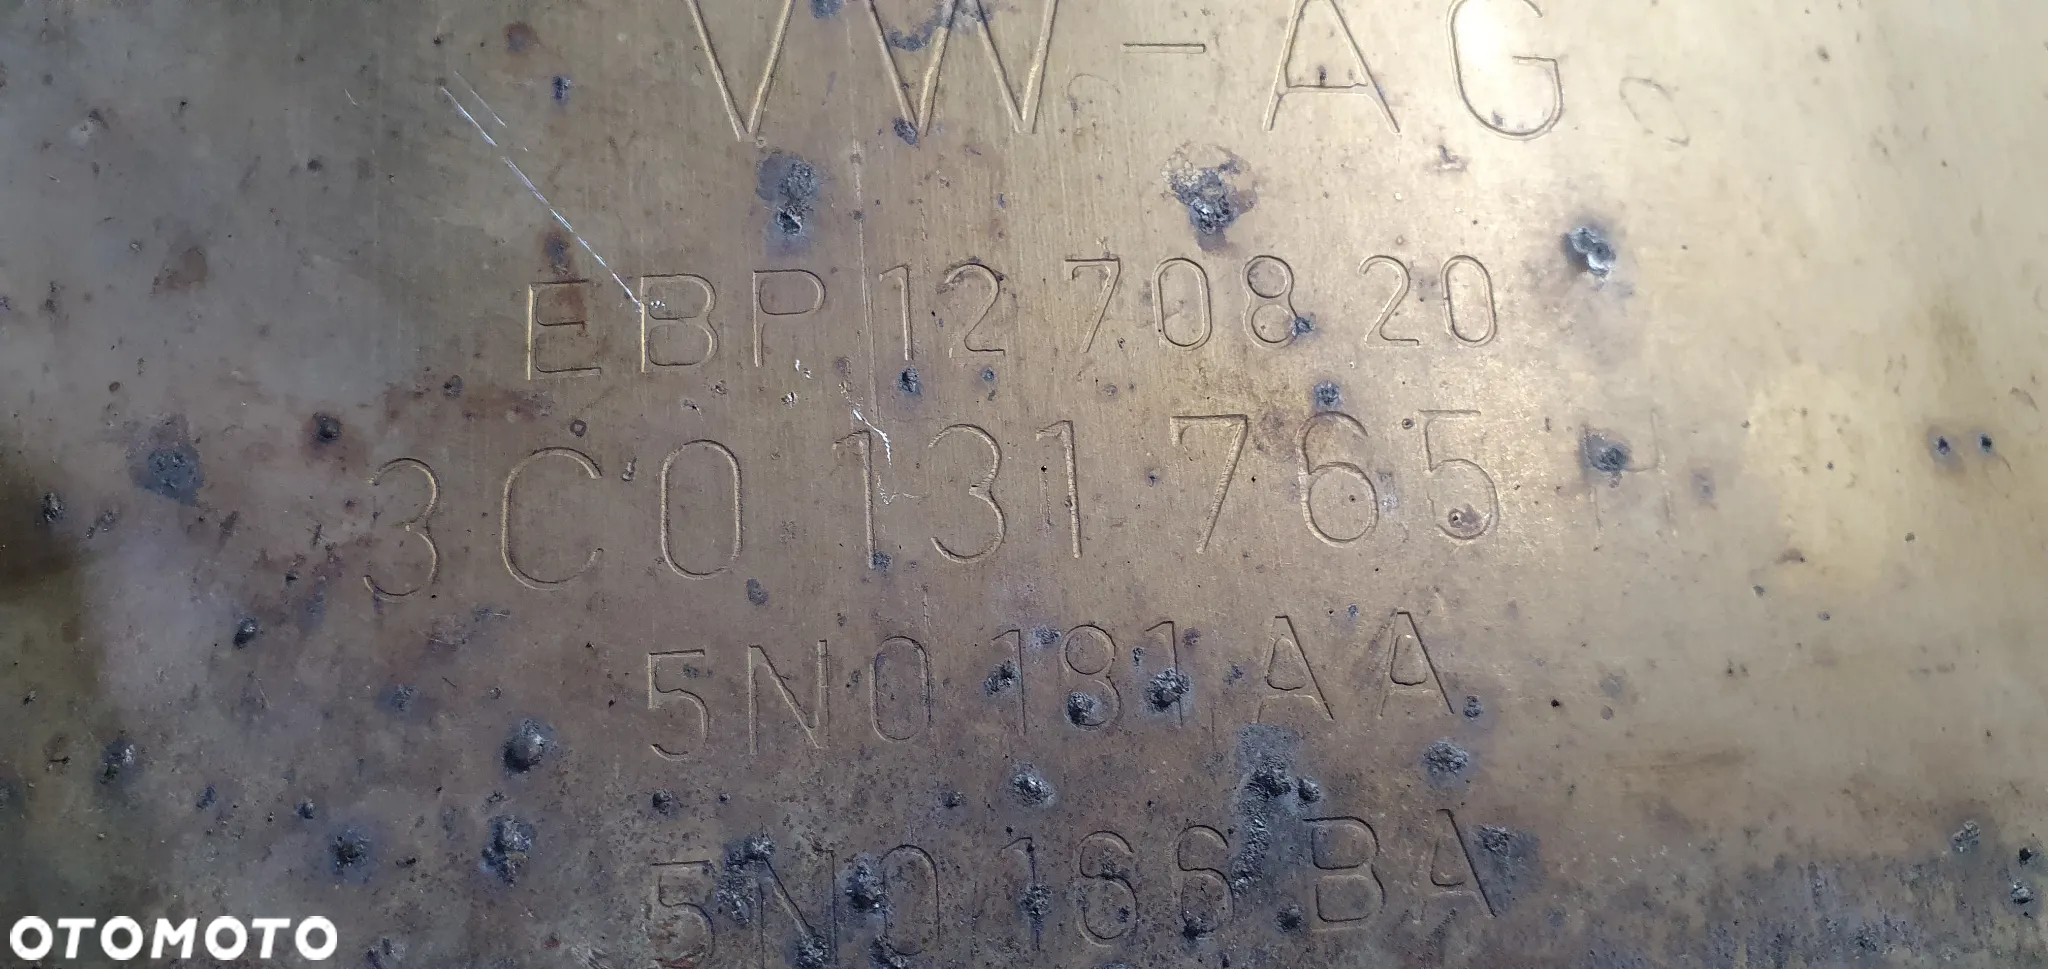 VW-AG
EBP 12 708 20
3C0 131 765 H
5N0 181 AA
5N0 166 BA
OTOMOTO